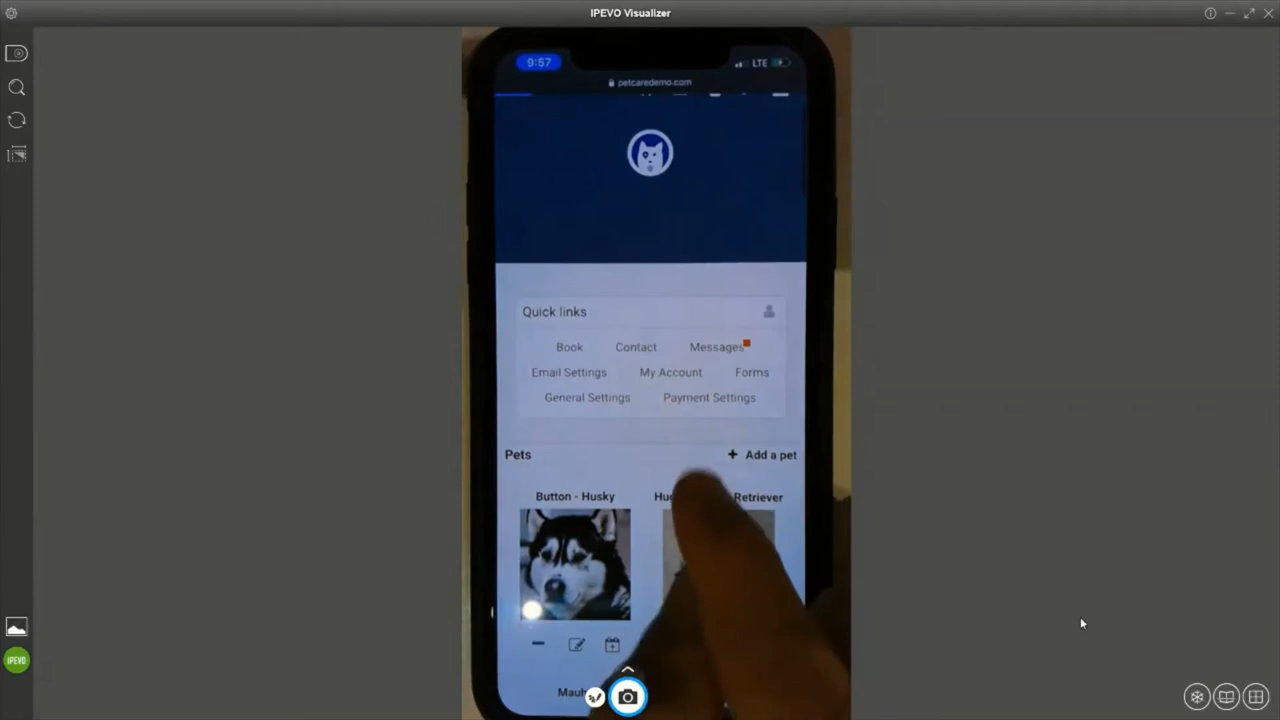 IPEVO Visualizer
9:57
LTE
petcaredemo.com
Quick links
Book Contact Messages
Email Settings My Account Forms
General Settings Payment Settings
Pets
Add a pet
Button - Husky
Retriever
IPEVO